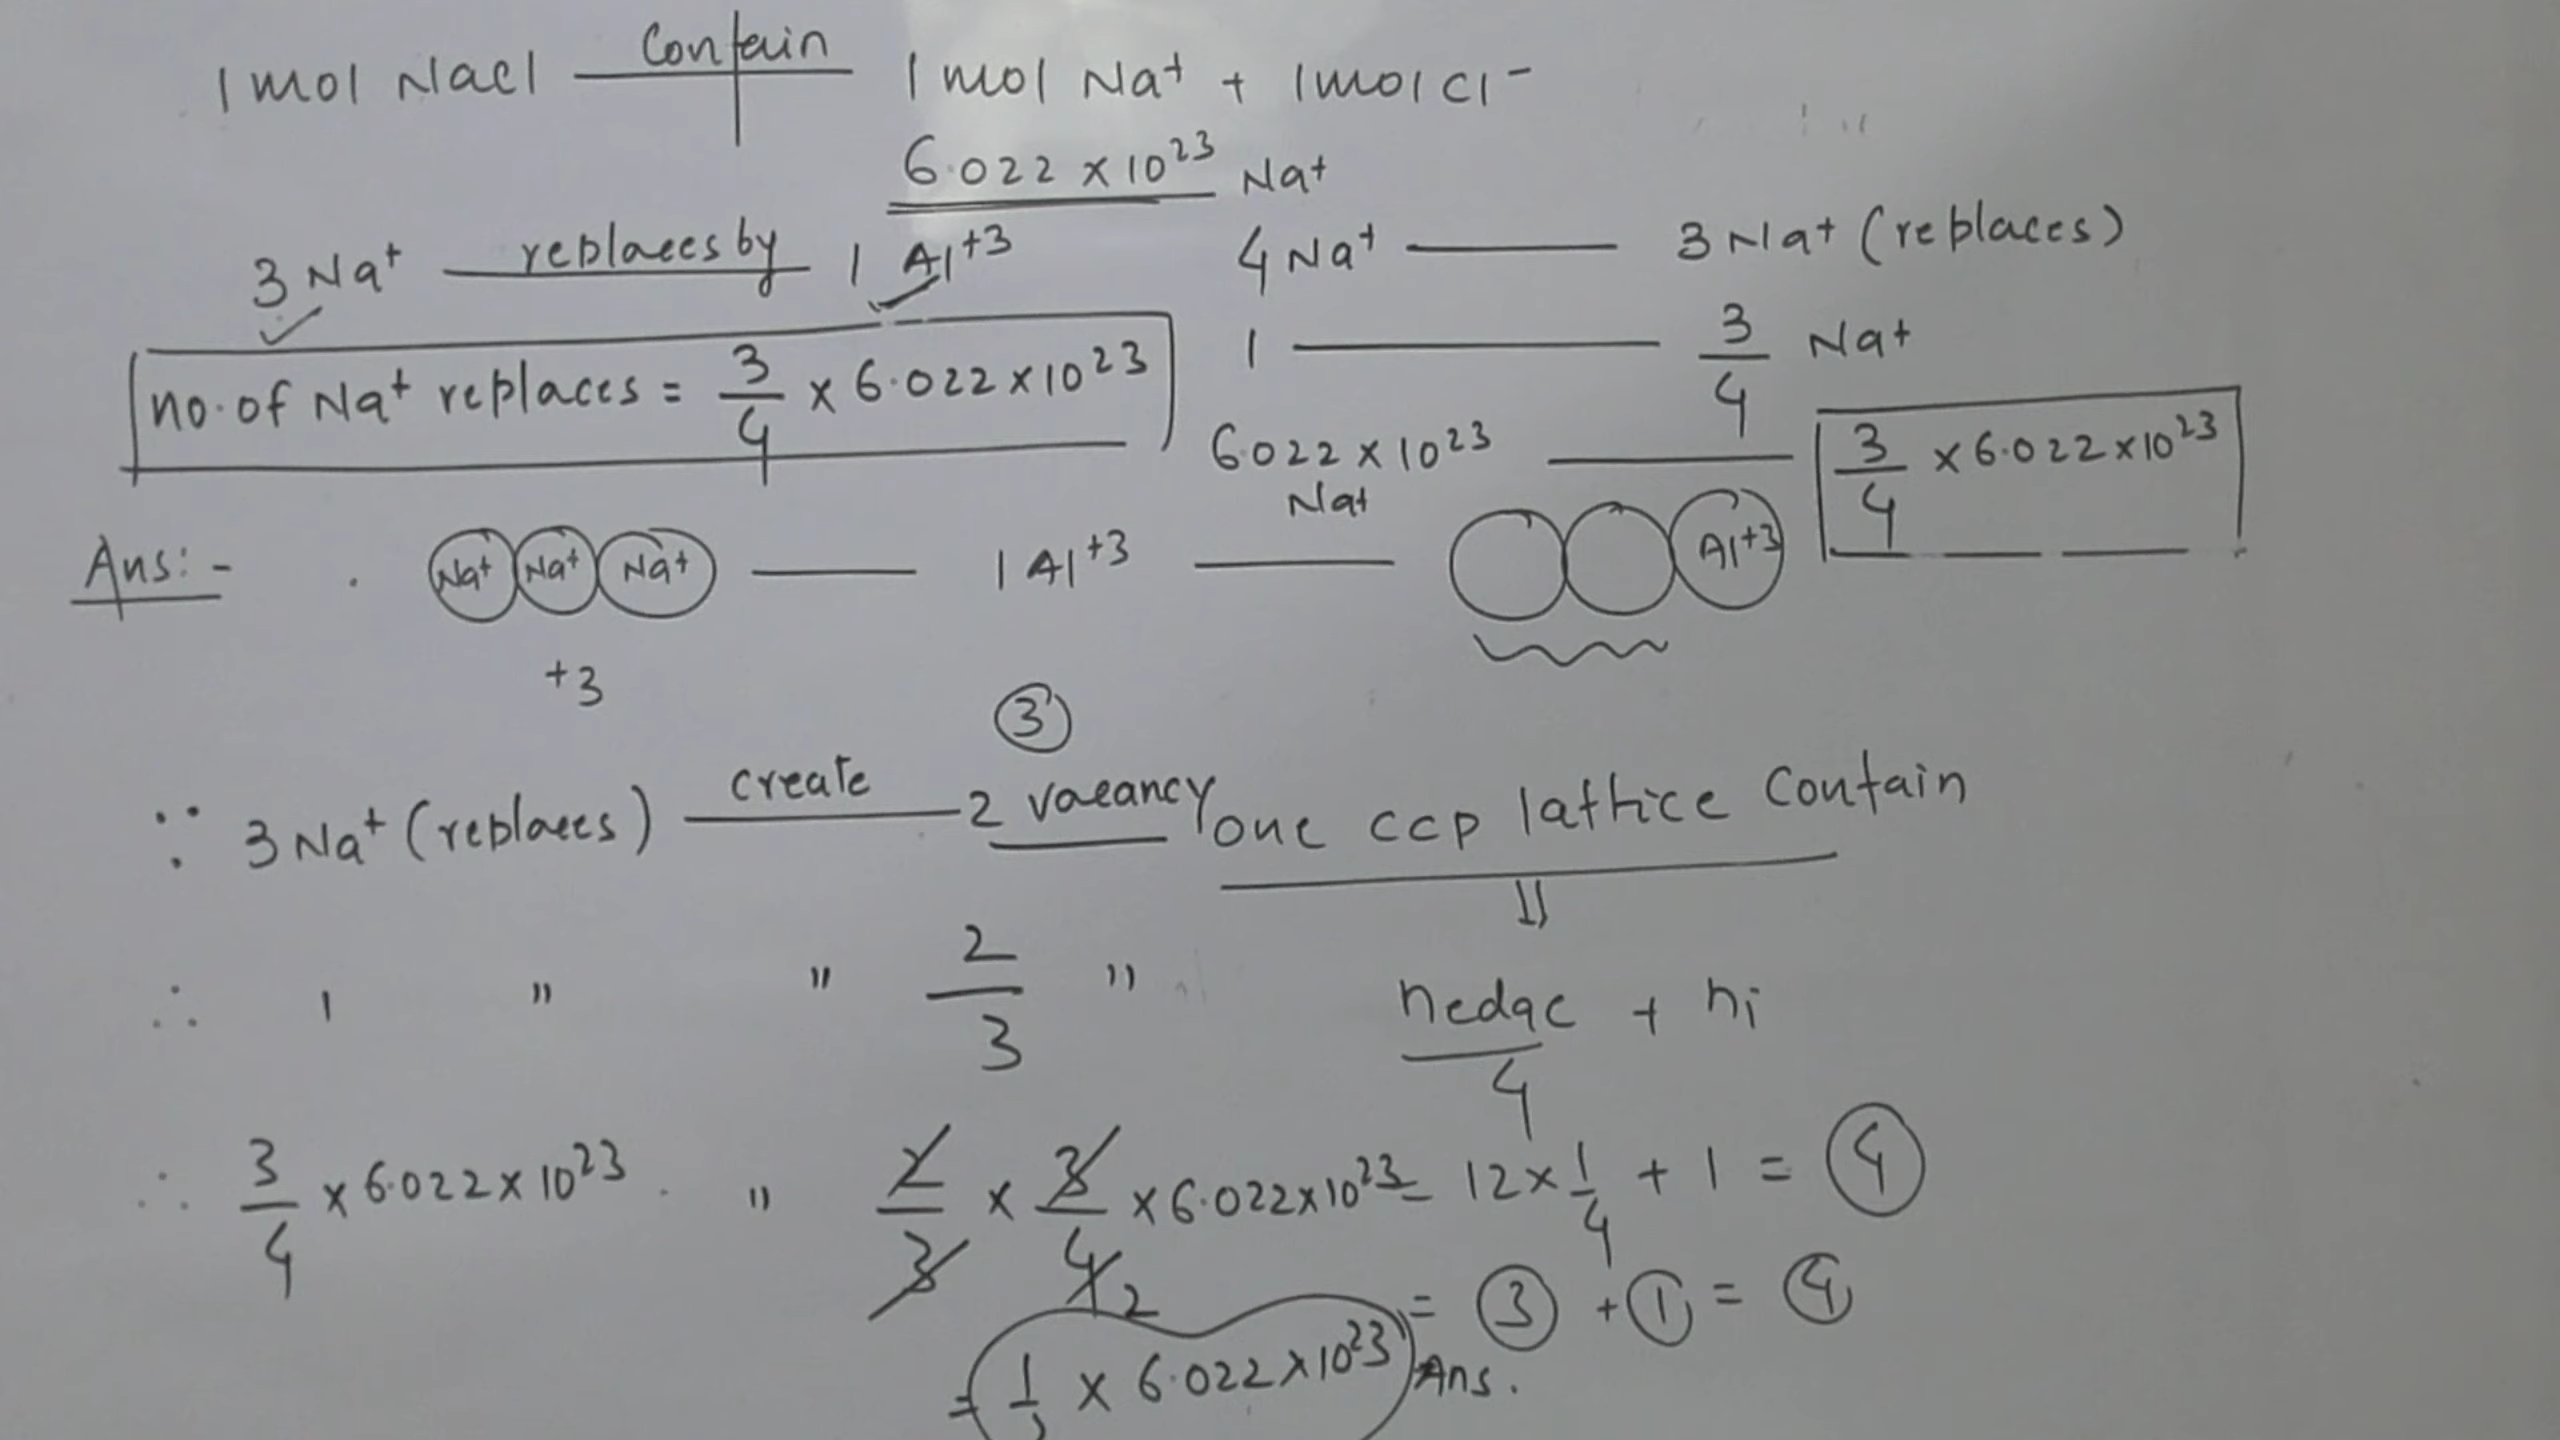 1 mol NaCl Contain 1 mol Na+ + 1 mol Cl-
6.022 x 10^23 Na+
3 Na+ replaces by 1 Al+3
4 Na+ 3 Na+ (replaces)
1 3/4 Na+
no. of Na+ replaces = 3/4 x 6.022 x 10^23
6.022 x 10^23 Na+ 3/4 x 6.022 x 10^23
Ans:- Na+ Na+ Na+ 1 Al+3 Al+3
+3
3
∵ 3 Na+ (replaces) create 2 vacancy
one ccp lattice contain
⇓
∴ 1 " " 2/3 "
nedge/4 + ni
∴ 3/4 x 6.022 x 10^23 " 2/3 x 3/4 2 x 6.022 x 10^23
12 x 1/4 + 1 = 4
= 3 + 1 = 4
= 1/2 x 6.022 x 10^23 Ans.